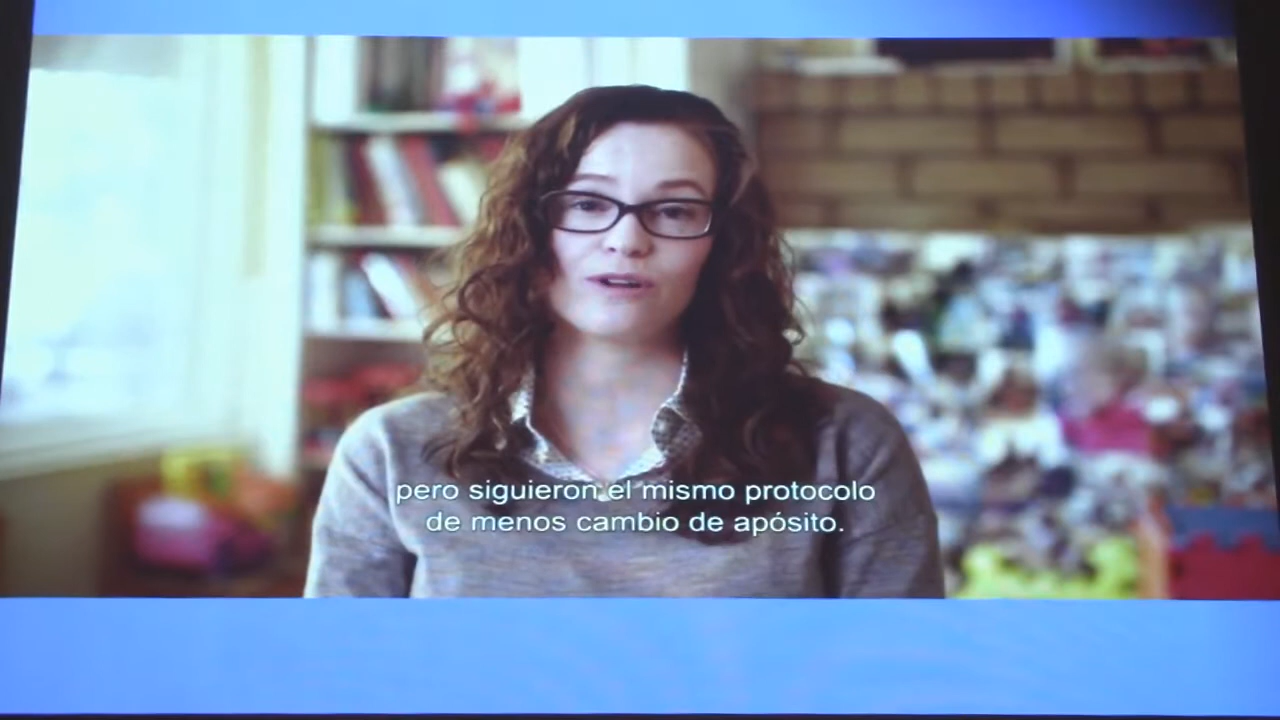 pero siguieron el mismo protocolo
de menos cambio de apósito.